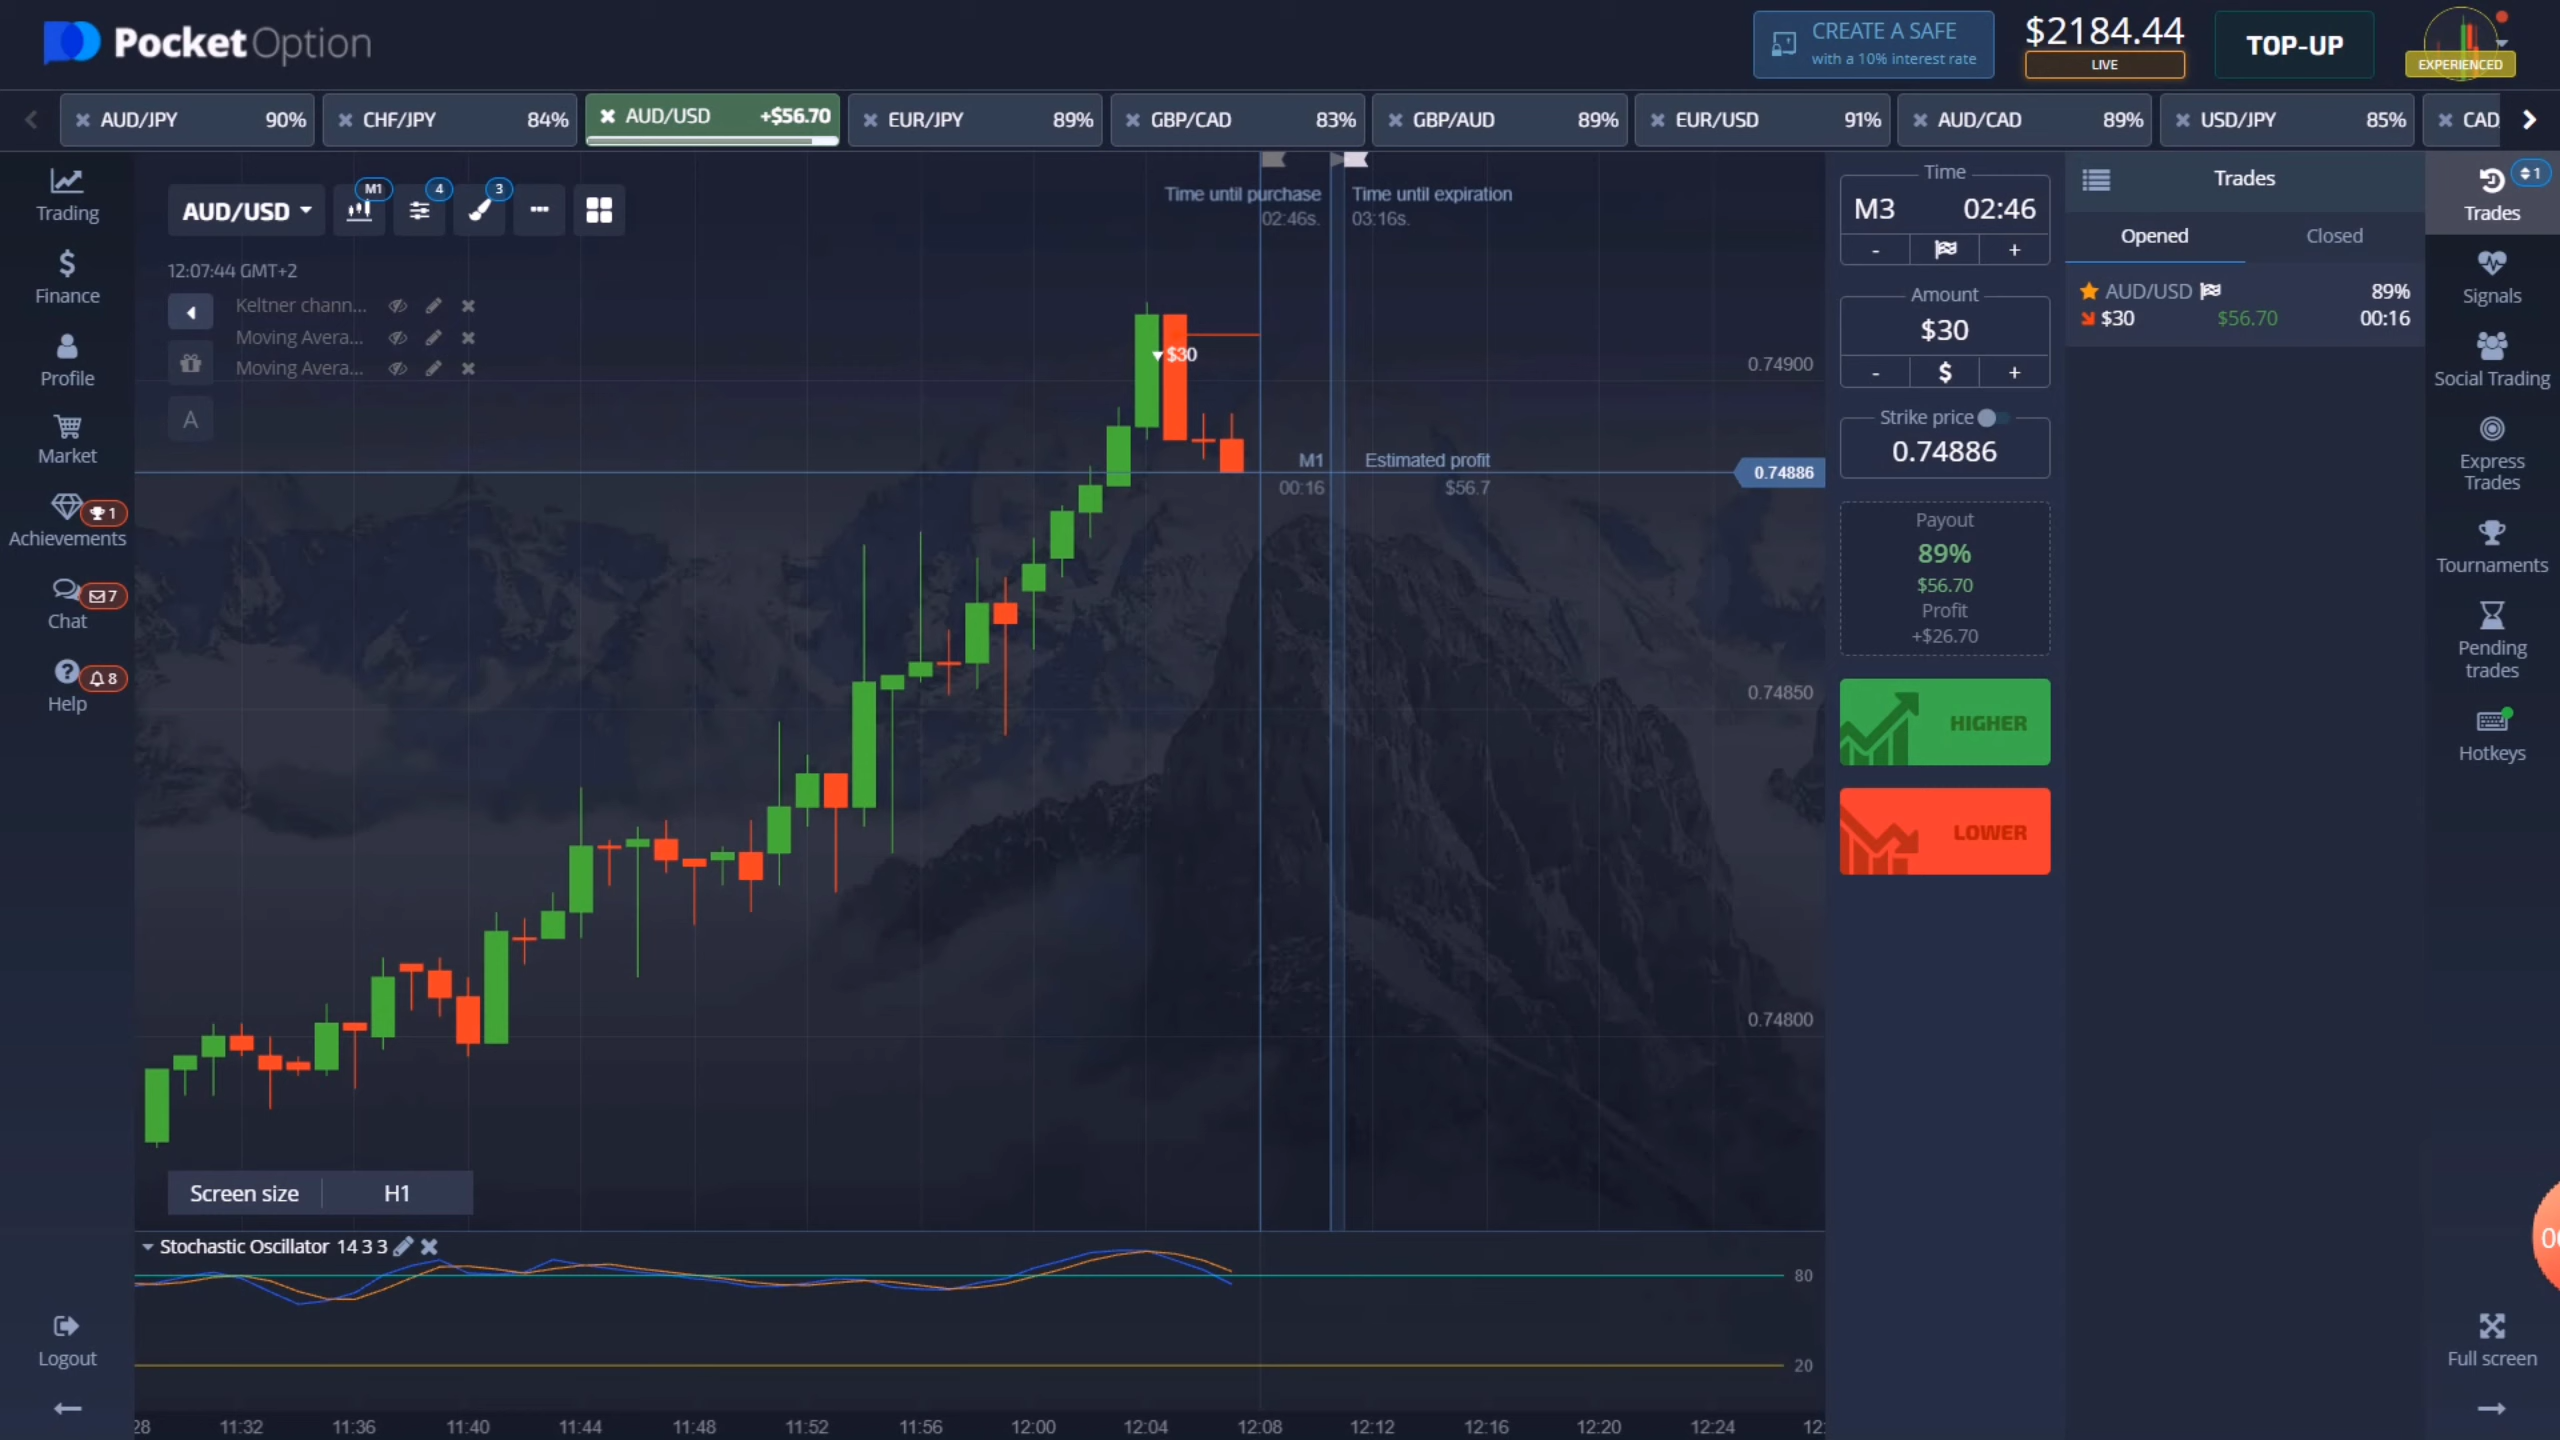 PocketOption
CREATE A SAFE
with a 10% interest rate
$2184.44
LIVE
TOP-UP
EXPERIENCED
AUD/JPY 90%
CHF/JPY 84%
AUD/USD +$56.70
EUR/JPY 89%
GBP/CAD 83%
GBP/AUD 89%
EUR/USD 91%
AUD/CAD 89%
USD/JPY 85%
CAD
Trading
Finance
Profile
Market
Achievements
1
Chat
7
Help
8
Logout
AUD/USD
M1
4
3
12:07:44 GMT+2
Keltner chann...
Moving Avera...
Moving Avera...
A
Time until purchase
02:46s.
Time until expiration
03:16s.
$30
M1
00:16
Estimated profit
$56.7
0.74900
0.74886
0.74850
0.74800
Screen size H1
Stochastic Oscillator 14 3 3
80
20
28 11:32 11:36 11:40 11:44 11:48 11:52 11:56 12:00 12:04 12:08 12:12 12:16 12:20 12:24 12:
Time
M3 02:46
- +
Amount
$30
- $ +
Strike price
0.74886
Payout
89%
$56.70
Profit
+$26.70
HIGHER
LOWER
Trades
Opened Closed
AUD/USD 89%
$30 $56.70 00:16
1
Trades
Signals
Social Trading
Express
Trades
Tournaments
Pending
trades
Hotkeys
Full screen